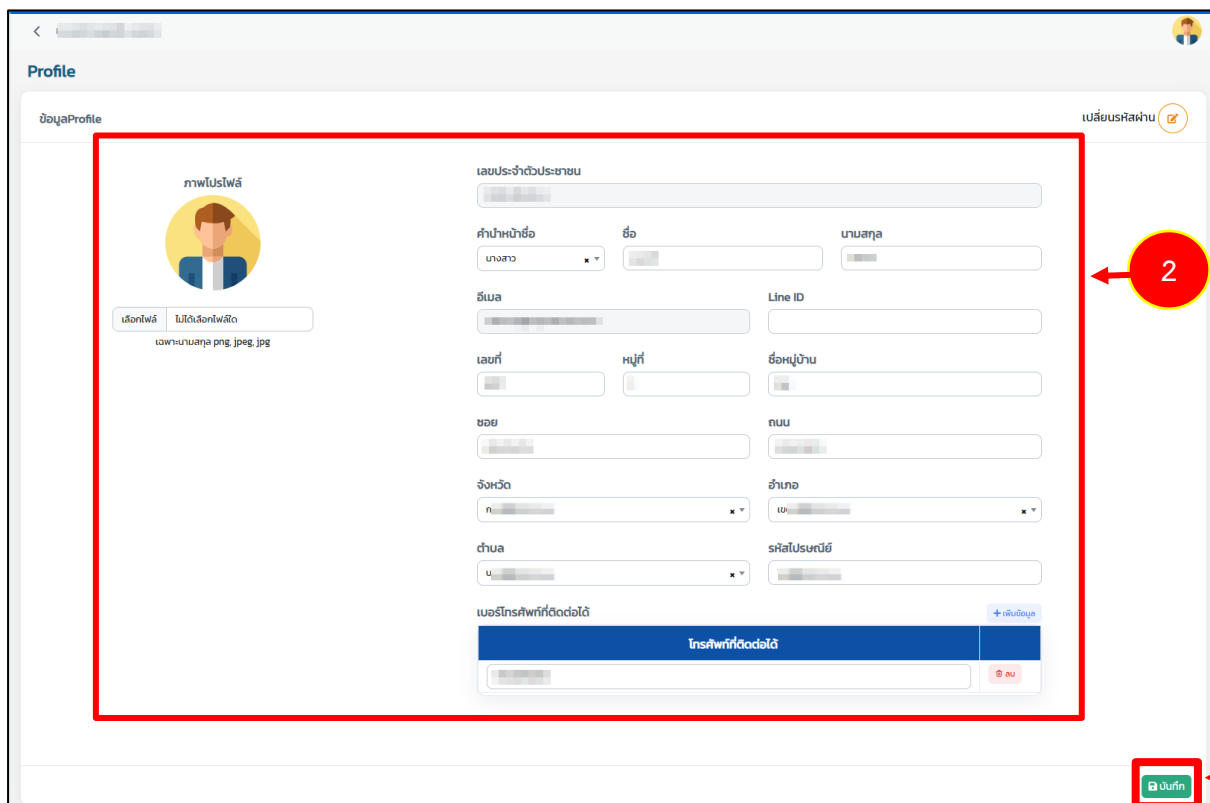 Profile
ข้อมูลProfile
เปลี่ยนรหัสผ่าน
ภาพโปรไฟล์
เลือกไฟล์ ไม่ได้เลือกไฟล์ใด
เฉพาะนามสกุล png, jpeg, jpg
เลขประจำตัวประชาชน
คำนำหน้าชื่อ ชื่อ นามสกุล
นางสาว
2
อีเมล Line ID
เลขที่ หมู่ที่ ชื่อหมู่บ้าน
ซอย ถนน
จังหวัด อำเภอ
ตำบล รหัสไปรษณีย์
เบอร์โทรศัพท์ที่ติดต่อได้ + เพิ่มข้อมูล
โทรศัพท์ที่ติดต่อได้
ลบ
บันทึก